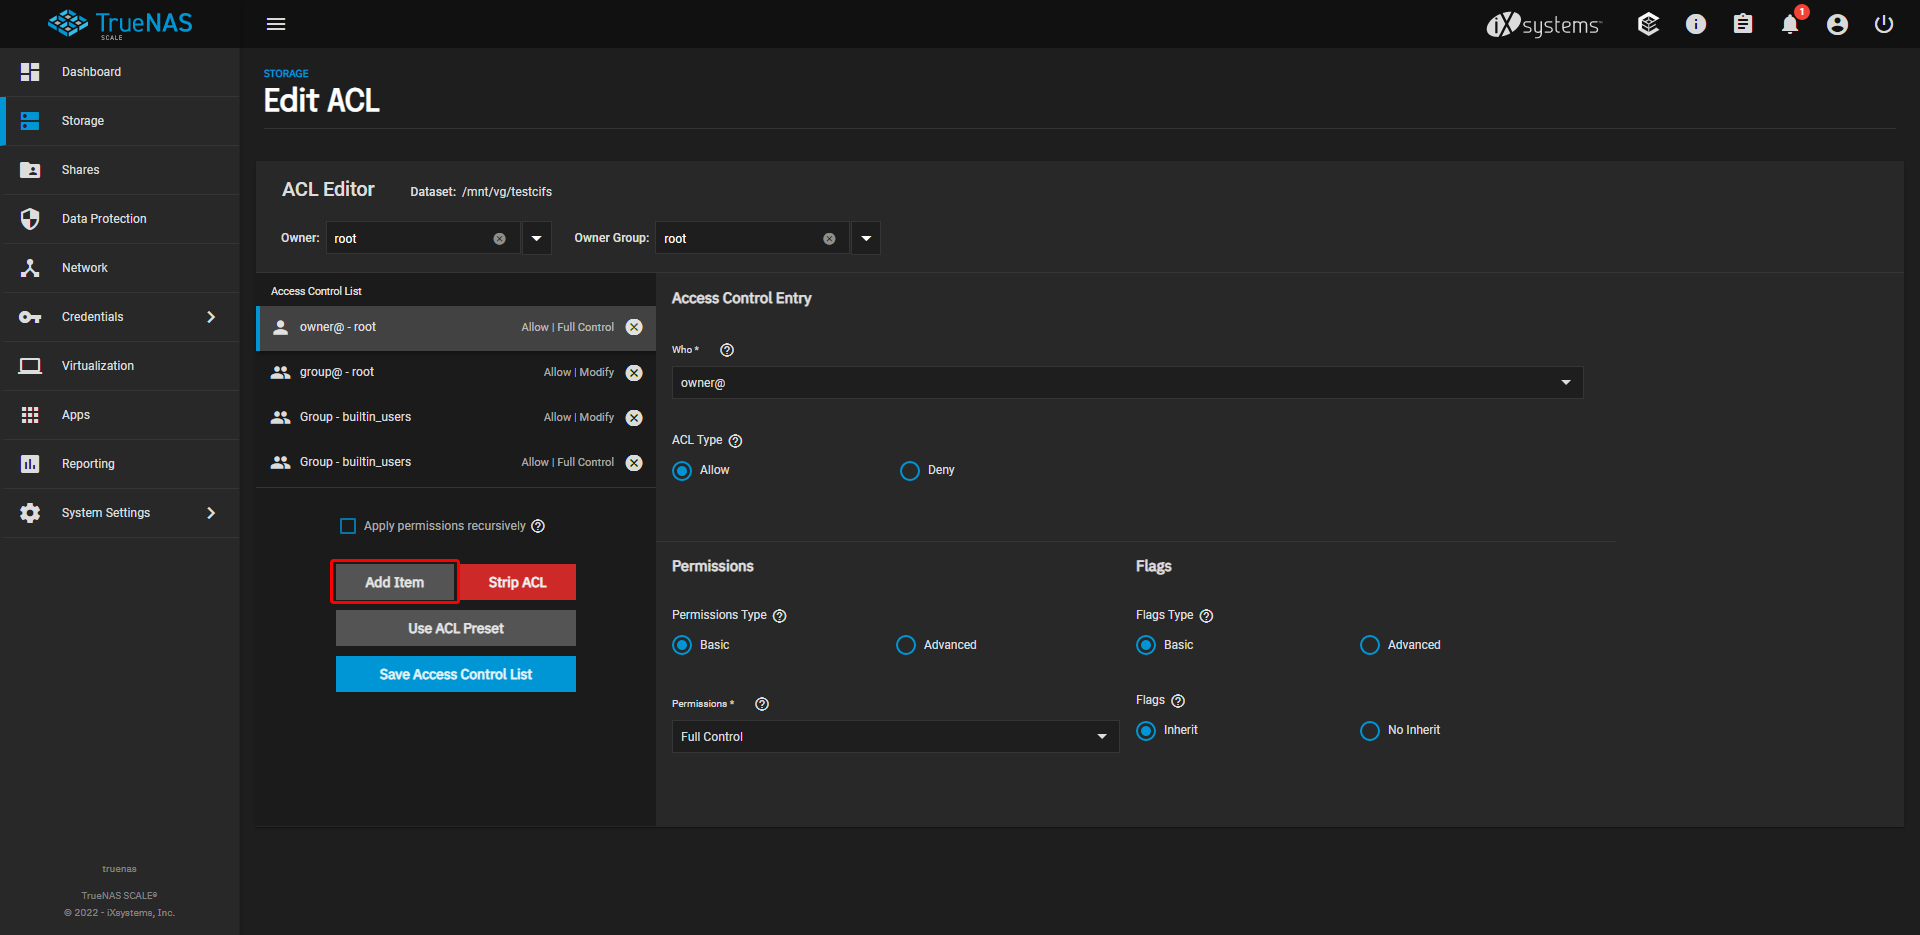 TrueNAS
SCALE
iXsystems™
1
Dashboard
Storage
Shares
Data Protection
Network
Credentials
Virtualization
Apps
Reporting
System Settings
truenas
TrueNAS SCALE®
© 2022 - iXsystems, Inc.
STORAGE
Edit ACL
ACL Editor
Dataset: /mnt/vg/testcifs
Owner: root
Owner Group: root
Access Control List
owner@ - root Allow | Full Control
group@ - root Allow | Modify
Group - builtin_users Allow | Modify
Group - builtin_users Allow | Full Control
Apply permissions recursively
Add Item
Strip ACL
Use ACL Preset
Save Access Control List
Access Control Entry
Who *
owner@
ACL Type
Allow
Deny
Permissions
Permissions Type
Basic
Advanced
Permissions *
Full Control
Flags
Flags Type
Basic
Advanced
Flags
Inherit
No Inherit